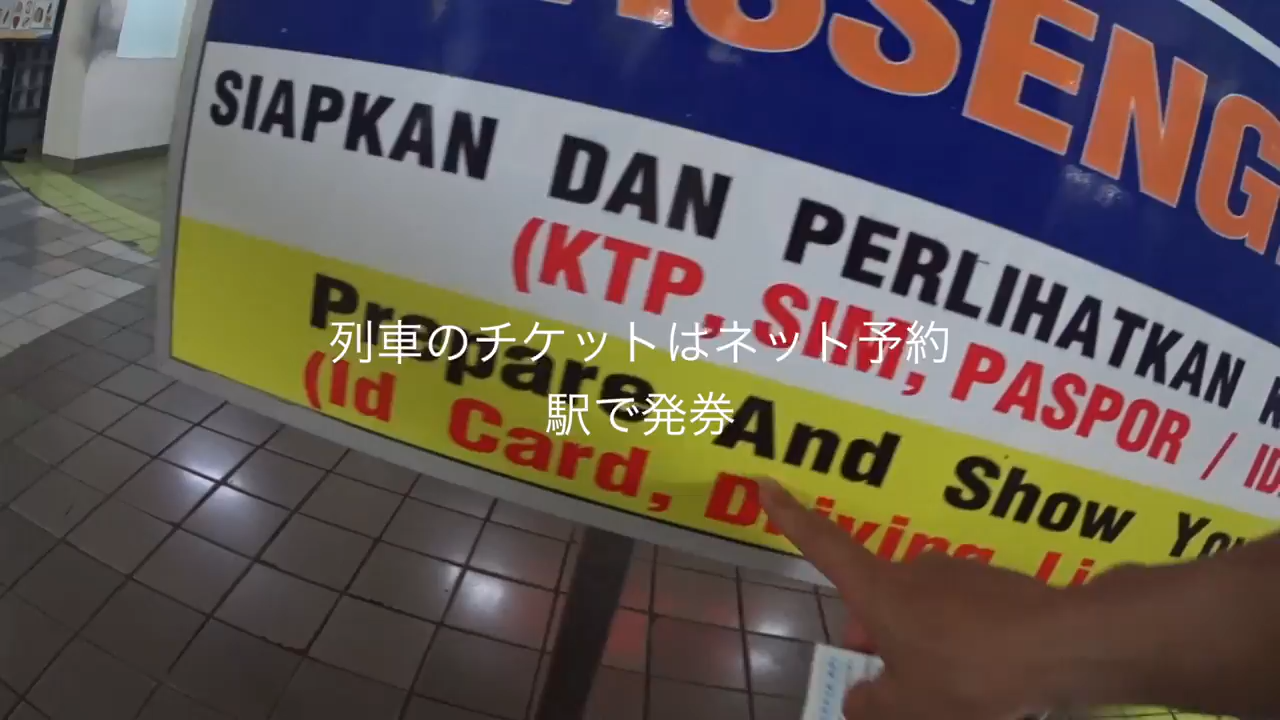 SIAPKAN DAN PERLIHATKAN
(KTP, SIM, PASPOR /
Prepare And Show
(Id Card, Driving
列車のチケットはネット予約
駅で発券